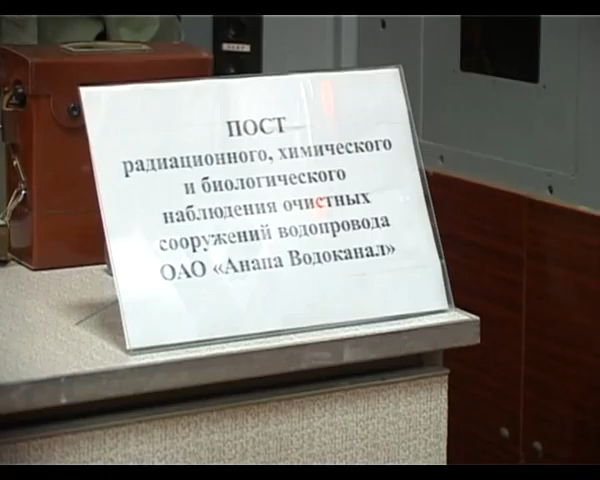 ПОСТ
радиационного, химического
и биологического
наблюдения очистных
сооружений водопровода
ОАО «Анапа Водоканал»